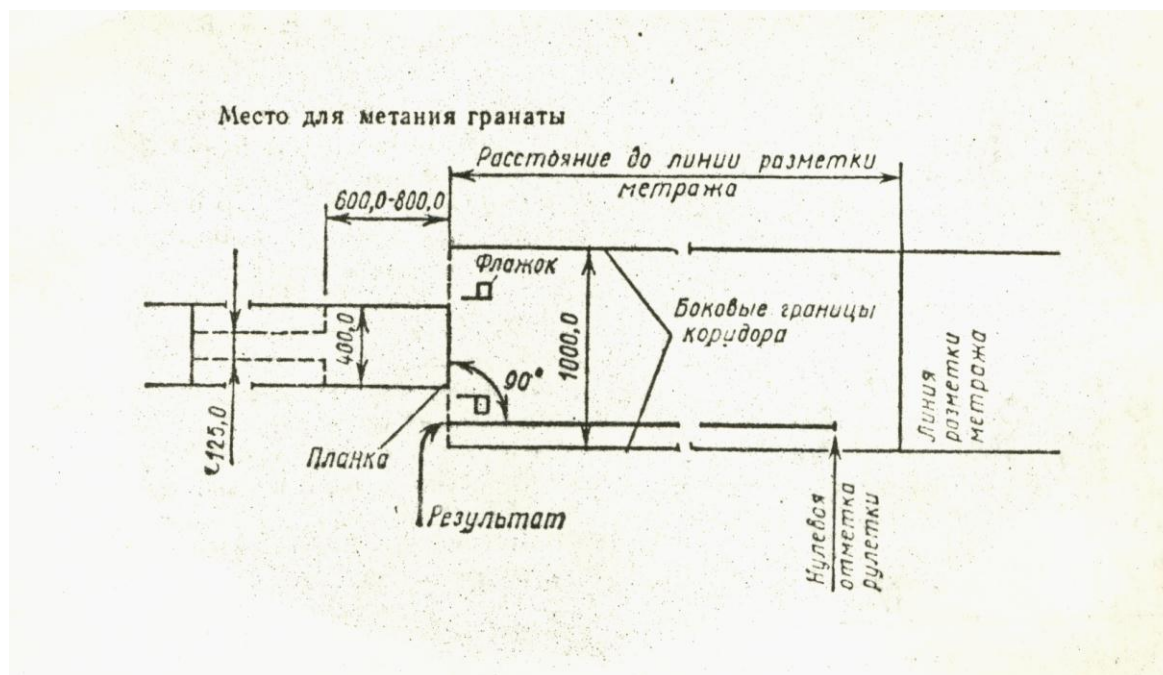 Место для метания гранаты
Расстояние до линии разметки
метража
600,0-800,0
Флажок
Боковые границы
коридора
400,0
1000,0
90°
125,0
Планка
Результат
Линия
разметки
метража
Нулевая
отметка
рулетки